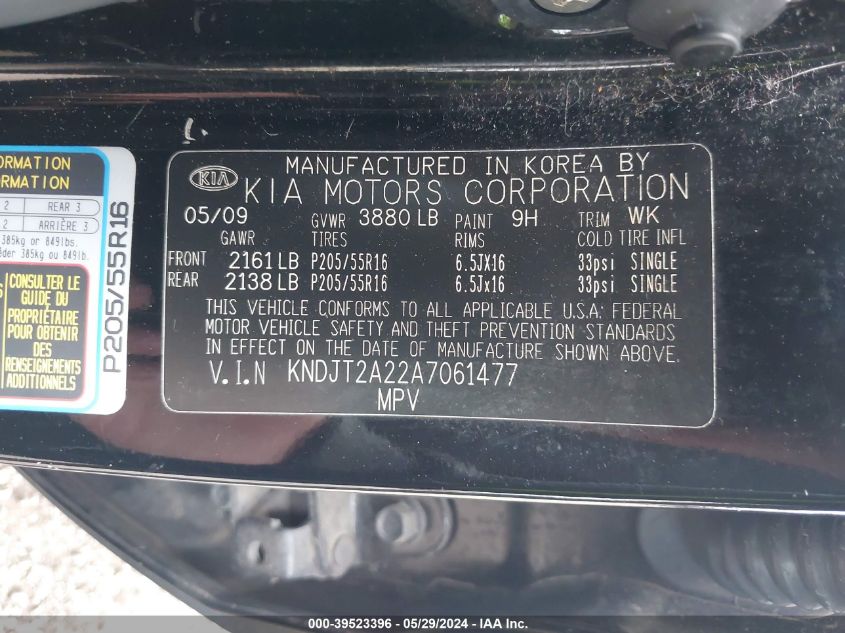 ORMATION
RMATION
2 REAR 3
2 ARRIÈRE 3
385kg or 849lbs.
éder 385kg ou 849lb.
CONSULTER LE
GUIDE DU
PROPRIÉTAIRE
POUR OBTENIR
DES
RENSEIGNEMENTS
ADDITIONNELS
P205/55R16
KIA
MANUFACTURED IN KOREA BY
KIA MOTORS CORPORATION
05/09 GVWR 3880 LB PAINT 9H TRIM WK
GAWR TIRES RIMS COLD TIRE INFL
FRONT 2161 LB P205/55R16 6.5JX16 33psi SINGLE
REAR 2138 LB P205/55R16 6.5Jx16 33psi SINGLE
THIS VEHICLE CONFORMS TO ALL APPLICABLE U.S.A. FEDERAL
MOTOR VEHICLE SAFETY AND THEFT PREVENTION STANDARDS
IN EFFECT ON THE DATE OF MANUFACTURE SHOWN ABOVE.
V.I.N KNDJT2A22A7061477
MPV
000-39523396 - 05/29/2024 - IAA Inc.